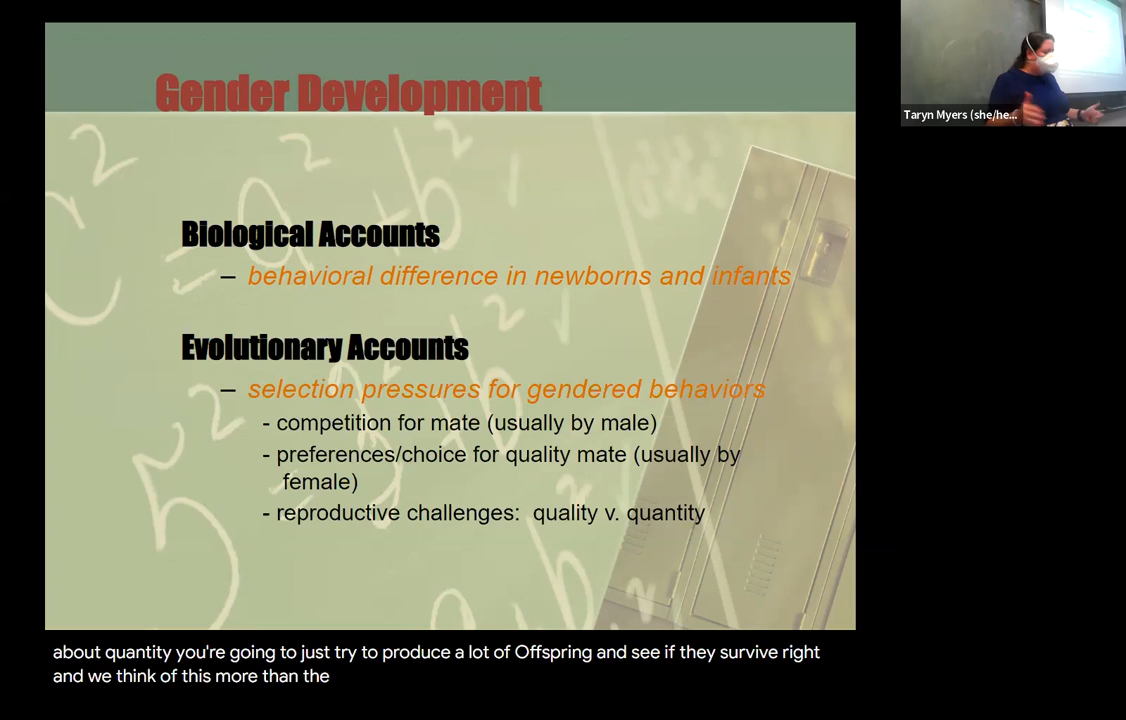 Gender Development
Taryn Myers (she/he...
Biological Accounts
– behavioral difference in newborns and infants
Evolutionary Accounts
– selection pressures for gendered behaviors
- competition for mate (usually by male)
- preferences/choice for quality mate (usually by
female)
- reproductive challenges: quality v. quantity
about quantity you're going to just try to produce a lot of Offspring and see if they survive right
and we think of this more than the